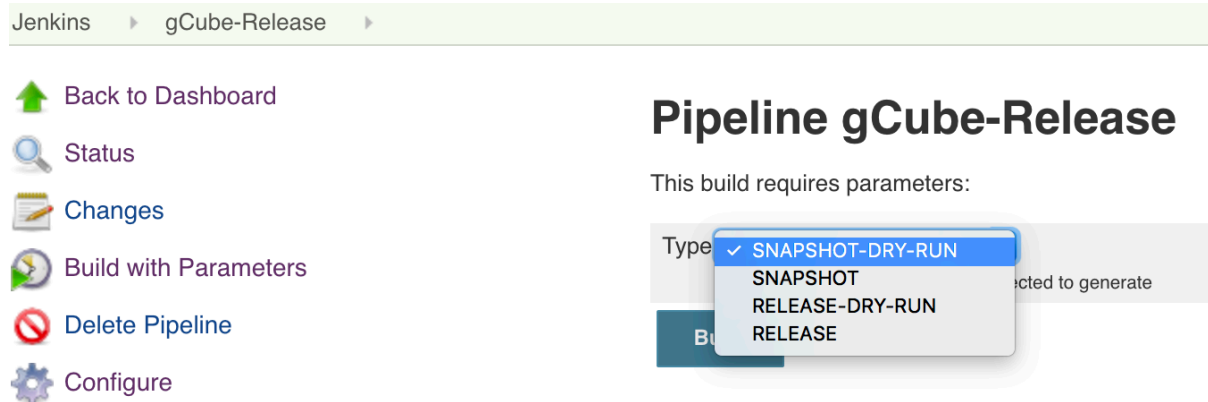 Jenkins gCube-Release
Back to Dashboard
Status
Changes
Build with Parameters
Delete Pipeline
Configure
Pipeline gCube-Release
This build requires parameters:
Type
SNAPSHOT-DRY-RUN
SNAPSHOT
RELEASE-DRY-RUN
RELEASE
to generate